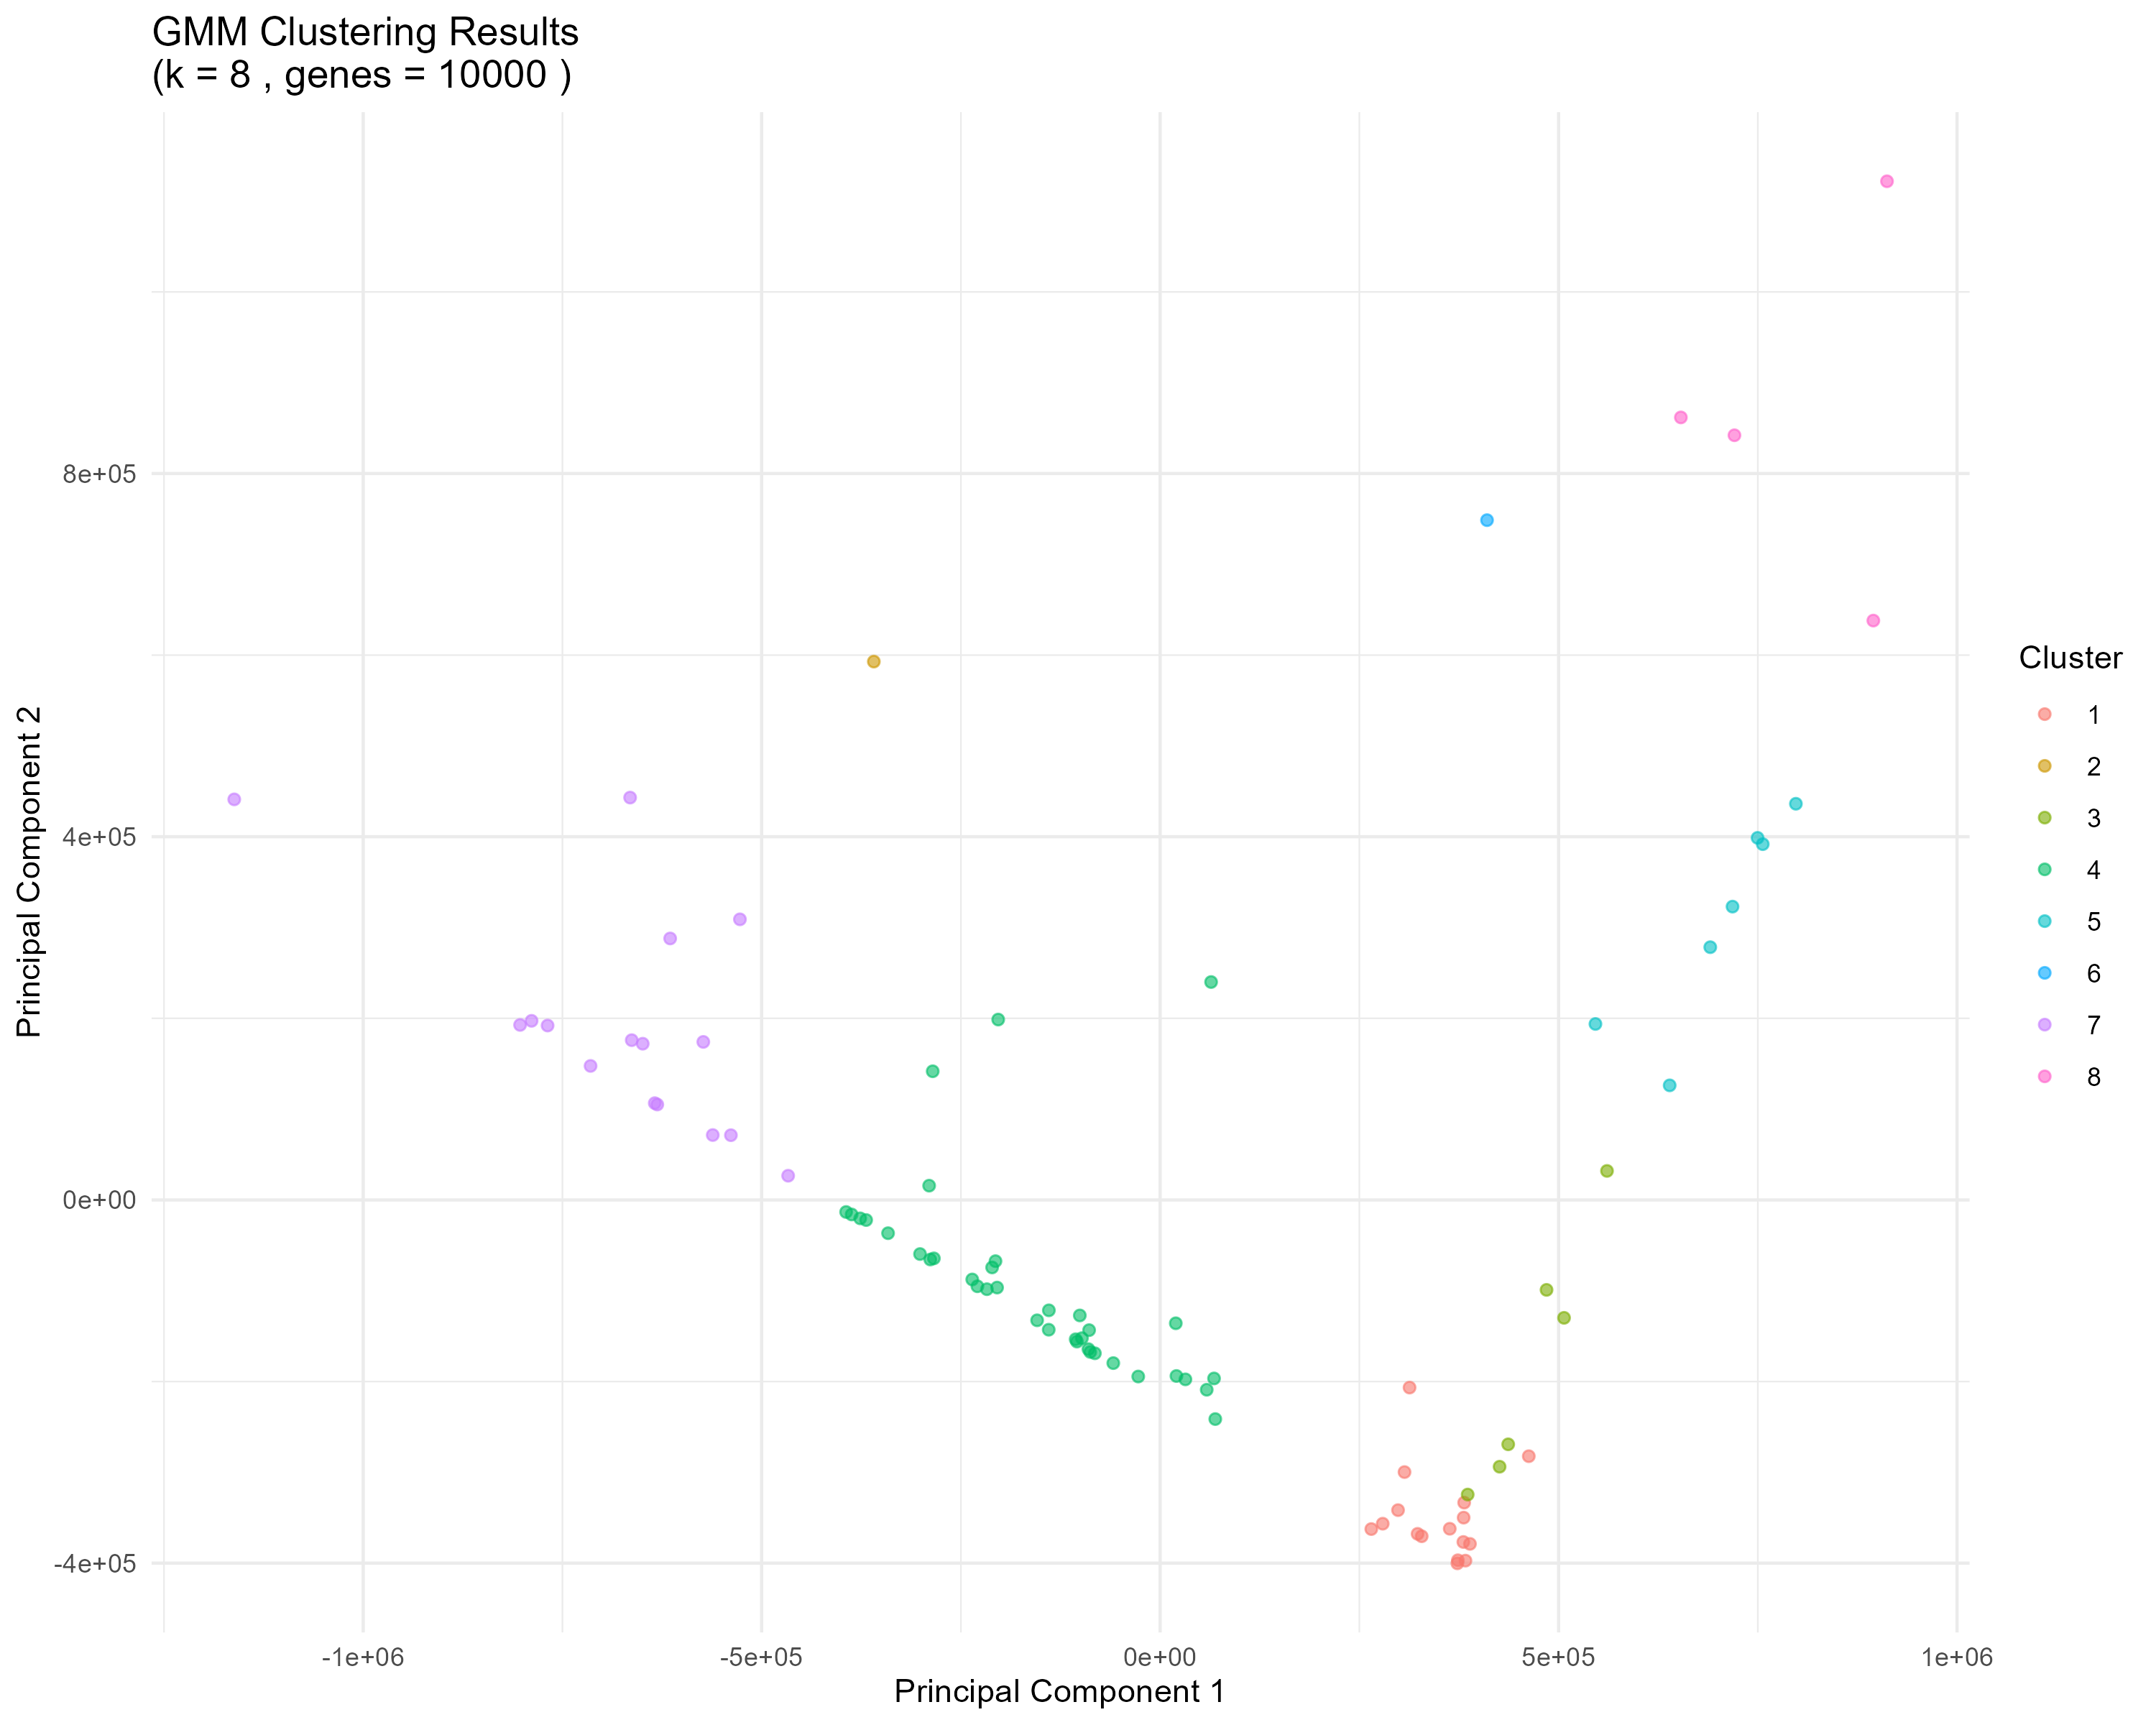 GMM Clustering Results
(k = 8 , genes = 10000 )
Principal Component 2
8e+05
4e+05
0e+00
-4e+05
-1e+06
-5e+05
0e+00
5e+05
1e+06
Principal Component 1
Cluster
1
2
3
4
5
6
7
8